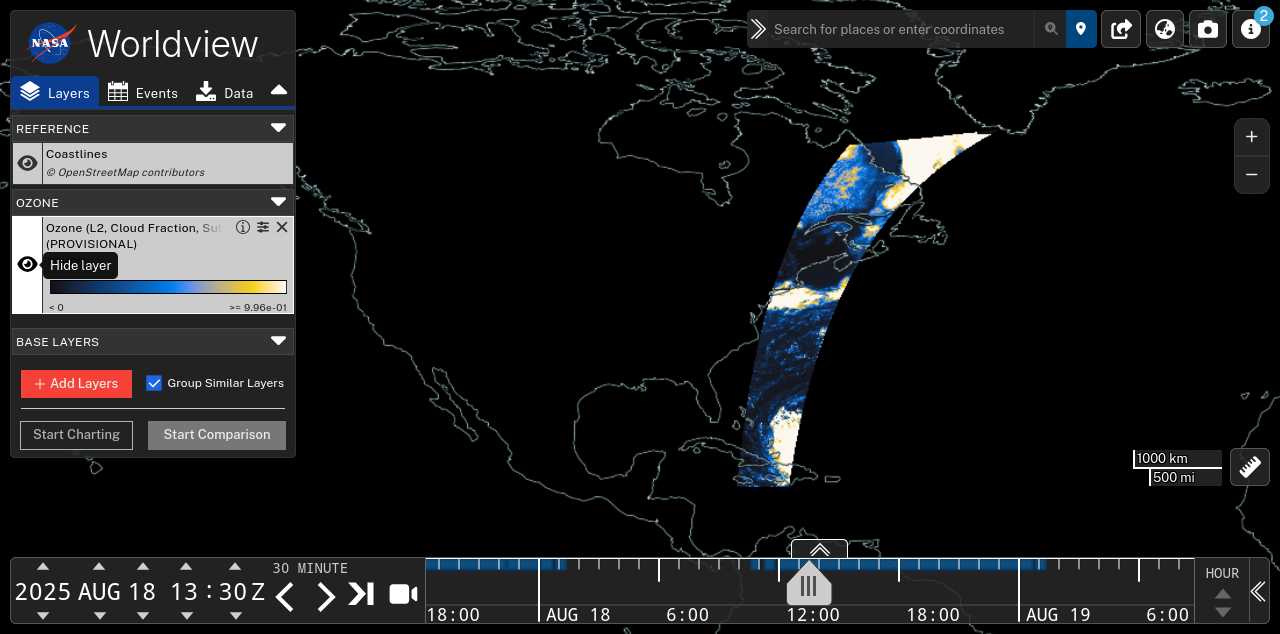 NASA
Worldview
Layers
Events
Data
REFERENCE
Coastlines
© OpenStreetMap contributors
OZONE
Ozone (L2, Cloud Fraction, Su
(PROVISIONAL)
Hide layer
< 0
>= 9.96e-01
BASE LAYERS
+ Add Layers
Group Similar Layers
Start Charting
Start Comparison
Search for places or enter coordinates
2
+
−
1000 km
500 mi
2025 AUG 18 13 : 30 Z
30 MINUTE
18:00
AUG 18
6:00
12:00
18:00
AUG 19
6:00
HOUR